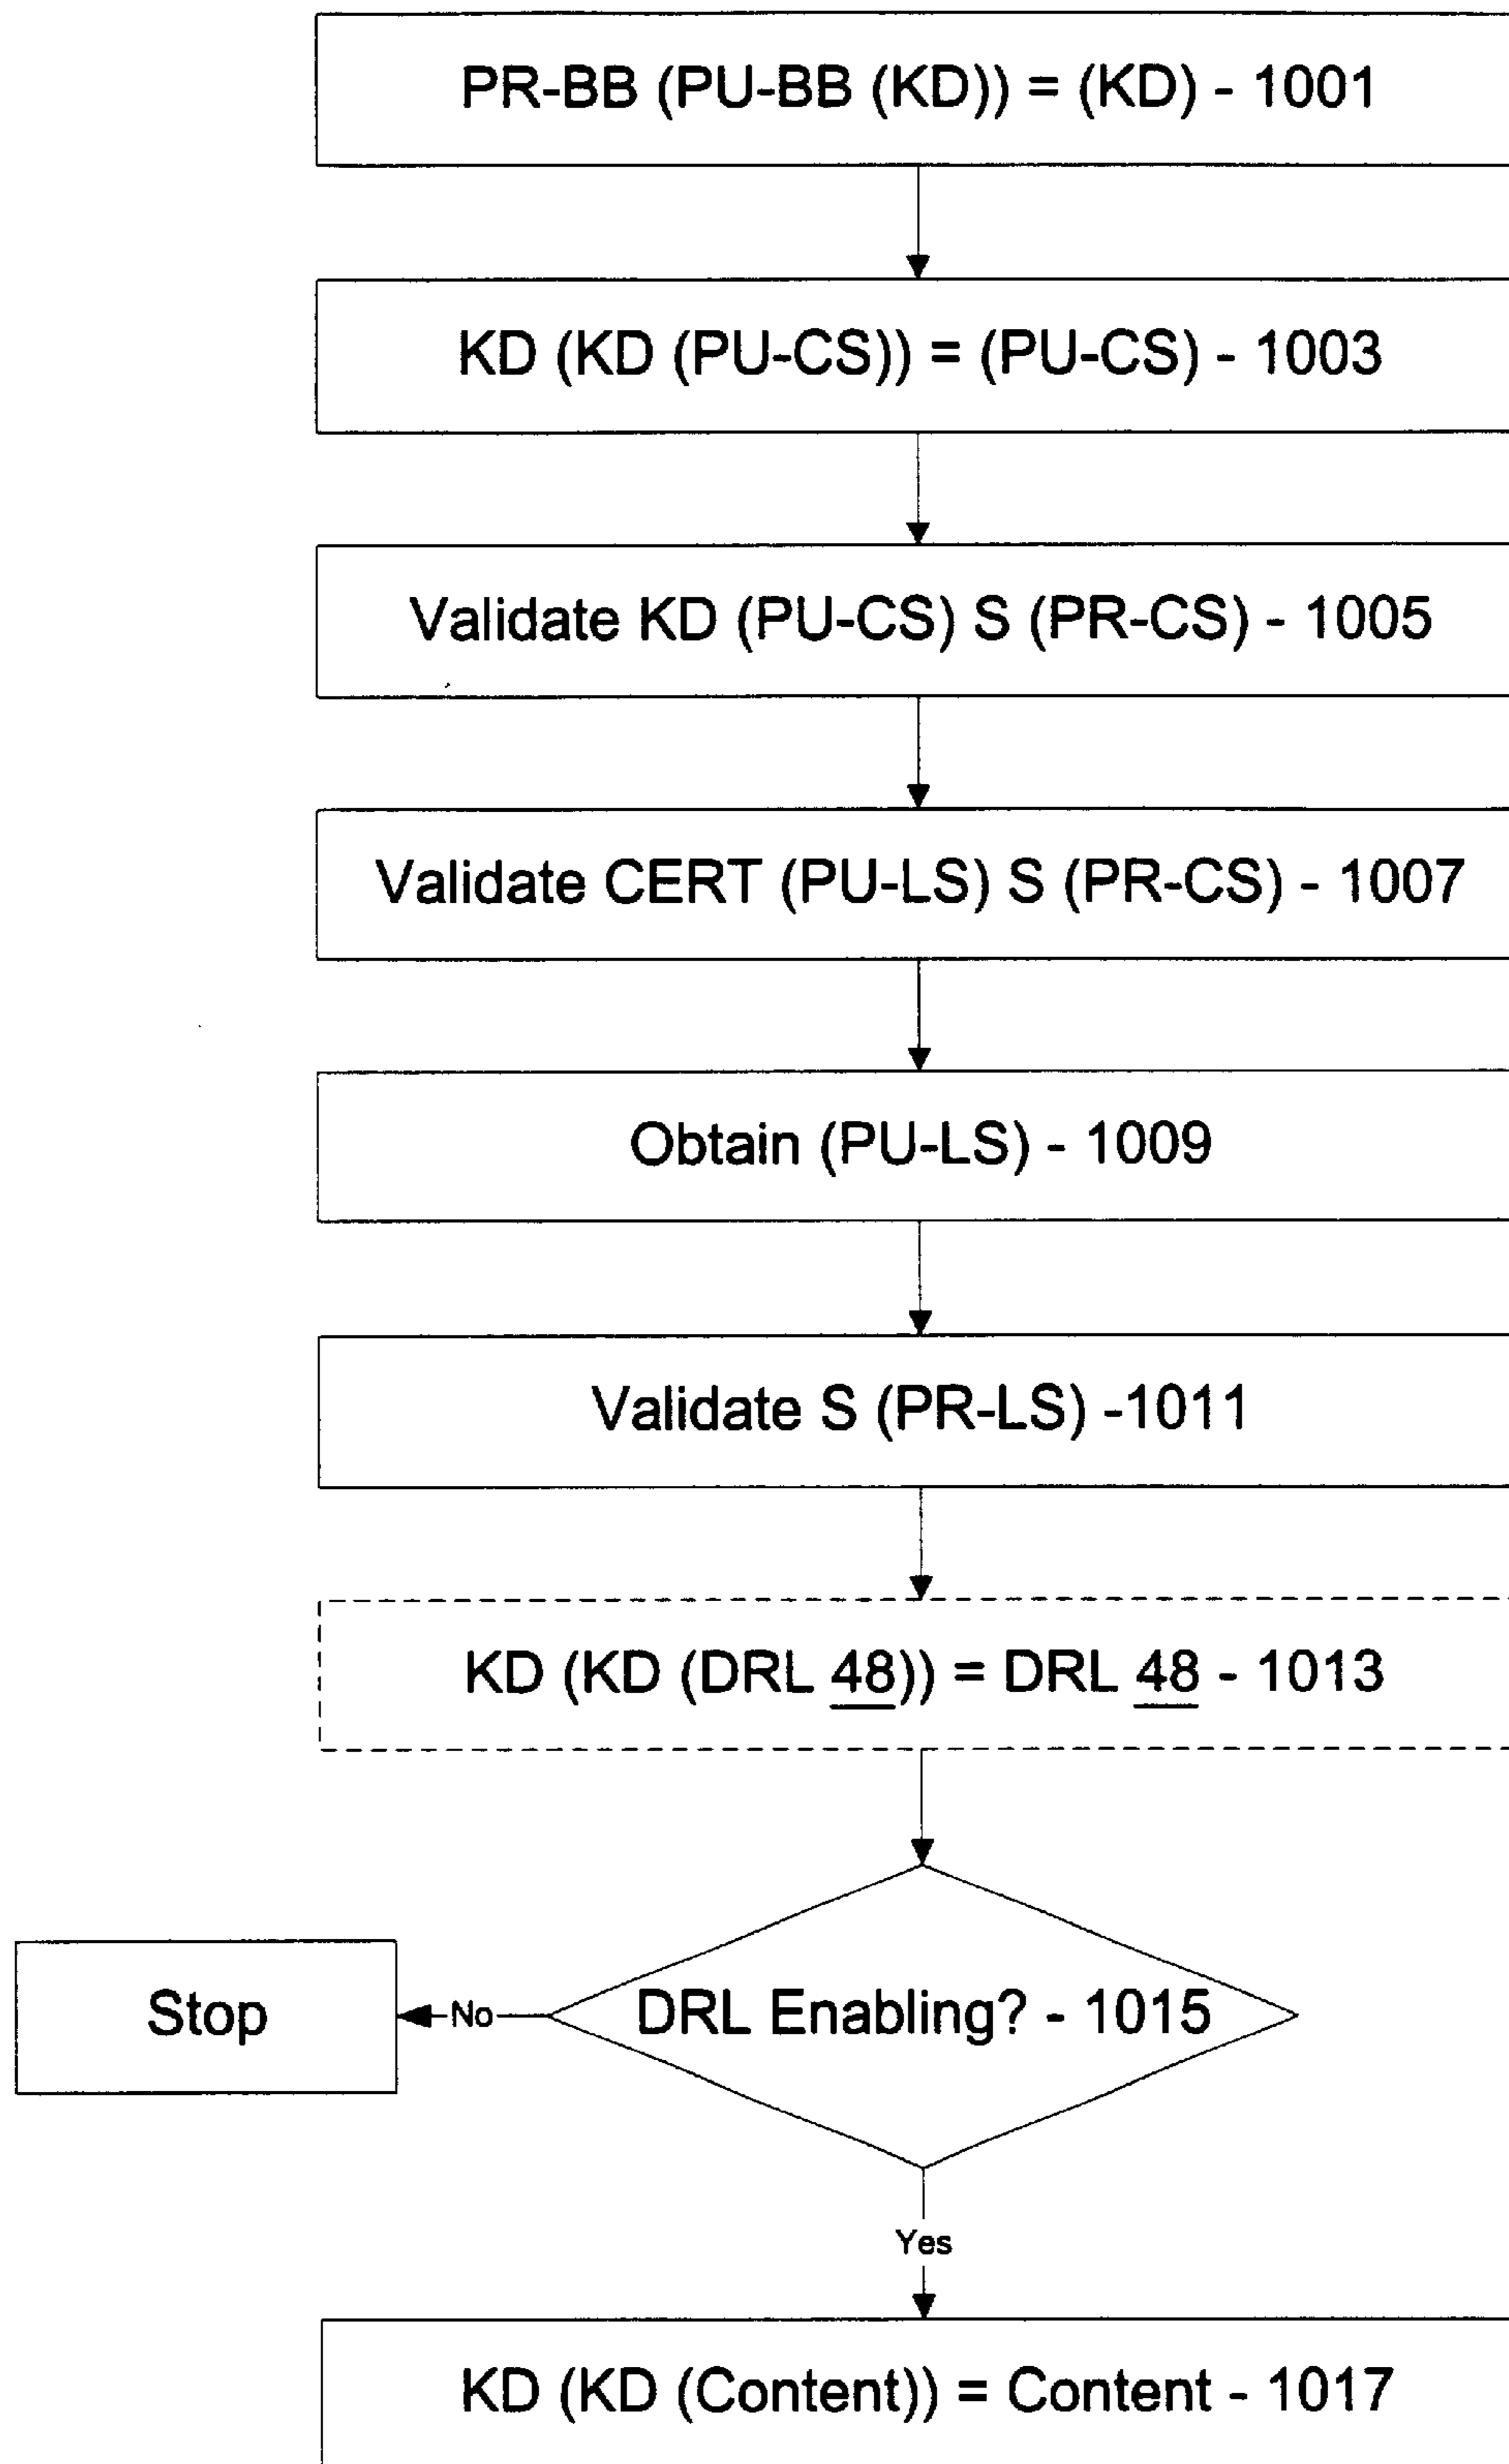 PR-BB (PU-BB (KD)) = (KD) - 1001
KD (KD (PU-CS)) = (PU-CS) - 1003
Validate KD (PU-CS) S (PR-CS) - 1005
Validate CERT (PU-LS) S (PR-CS) - 1007
Obtain (PU-LS) - 1009
Validate S (PR-LS) -1011
KD (KD (DRL 48)) = DRL 48 - 1013
DRL Enabling? - 1015
No
Stop
Yes
KD (KD (Content)) = Content - 1017